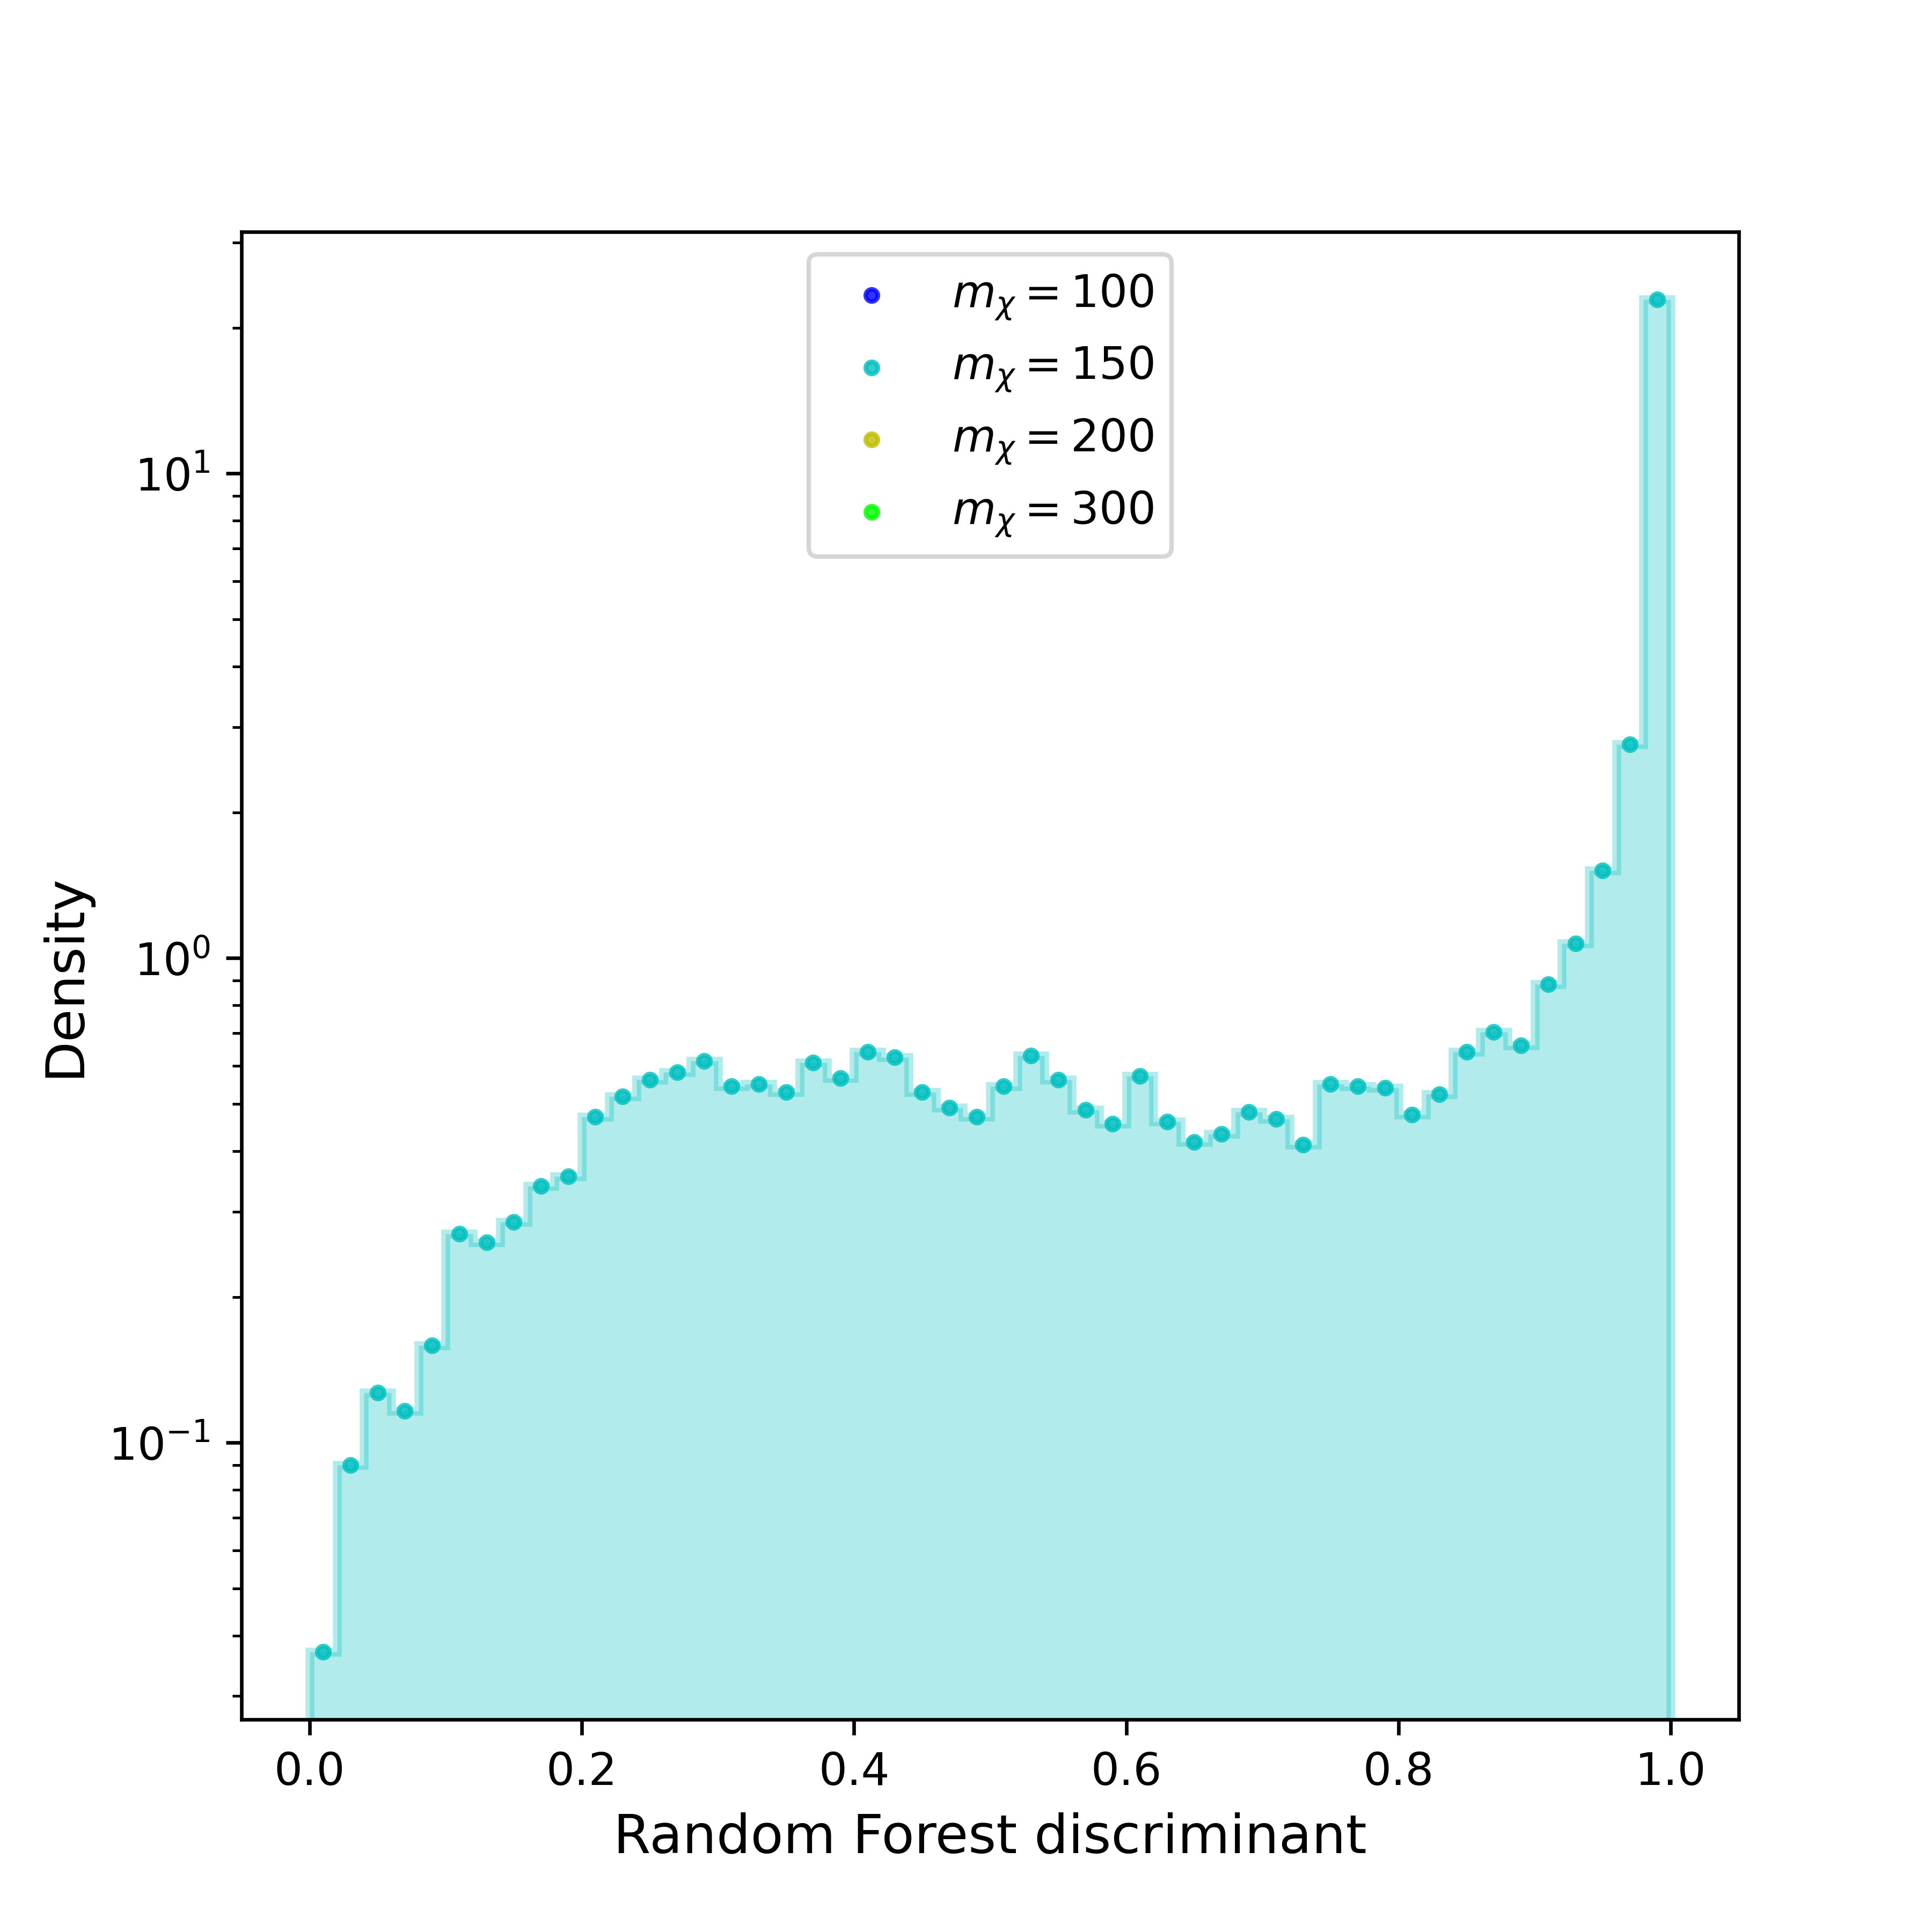 m_χ = 100
m_χ = 150
m_χ = 200
m_χ = 300
10^1
10^0
10^−1
Density
0.0 0.2 0.4 0.6 0.8 1.0
Random Forest discriminant